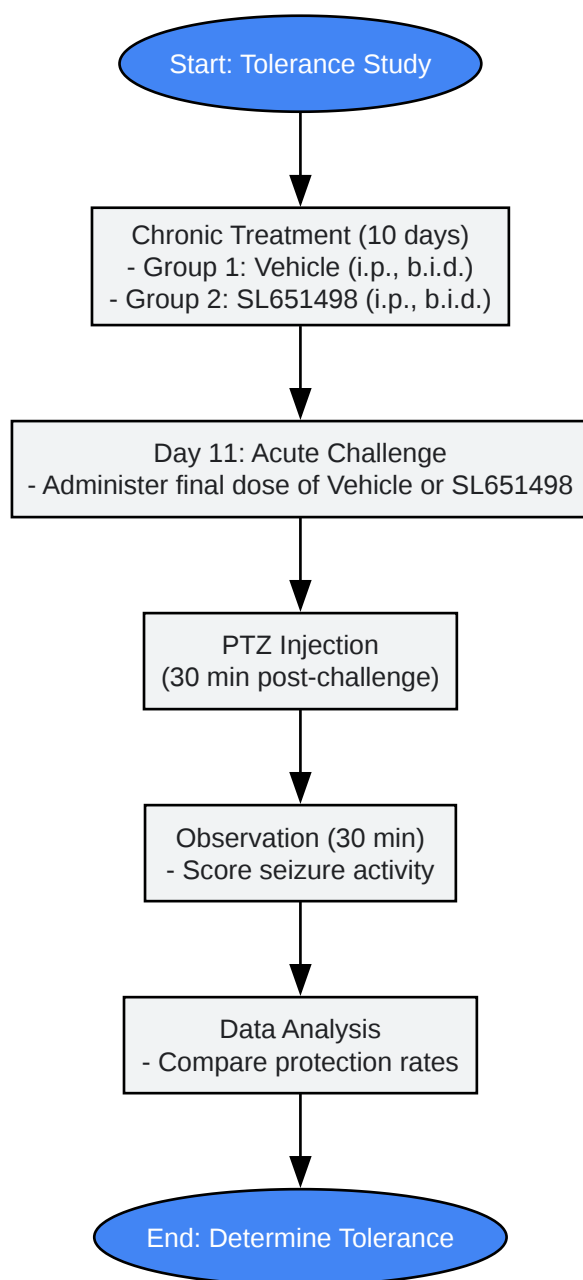 Start: Tolerance Study
Chronic Treatment (10 days)
- Group 1: Vehicle (i.p., b.i.d.)
- Group 2: SL651498 (i.p., b.i.d.)
Day 11: Acute Challenge
- Administer final dose of Vehicle or SL651498
PTZ Injection
(30 min post-challenge)
Observation (30 min)
- Score seizure activity
Data Analysis
- Compare protection rates
End: Determine Tolerance